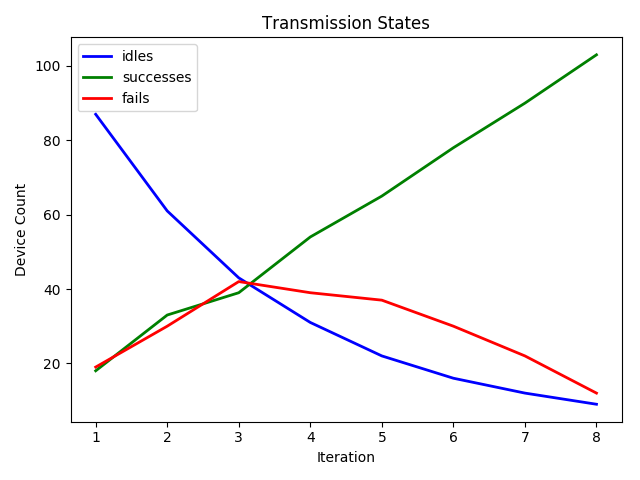 Transmission States
idles
successes
fails
100
80
60
40
20
Device Count
1 2 3 4 5 6 7 8
Iteration